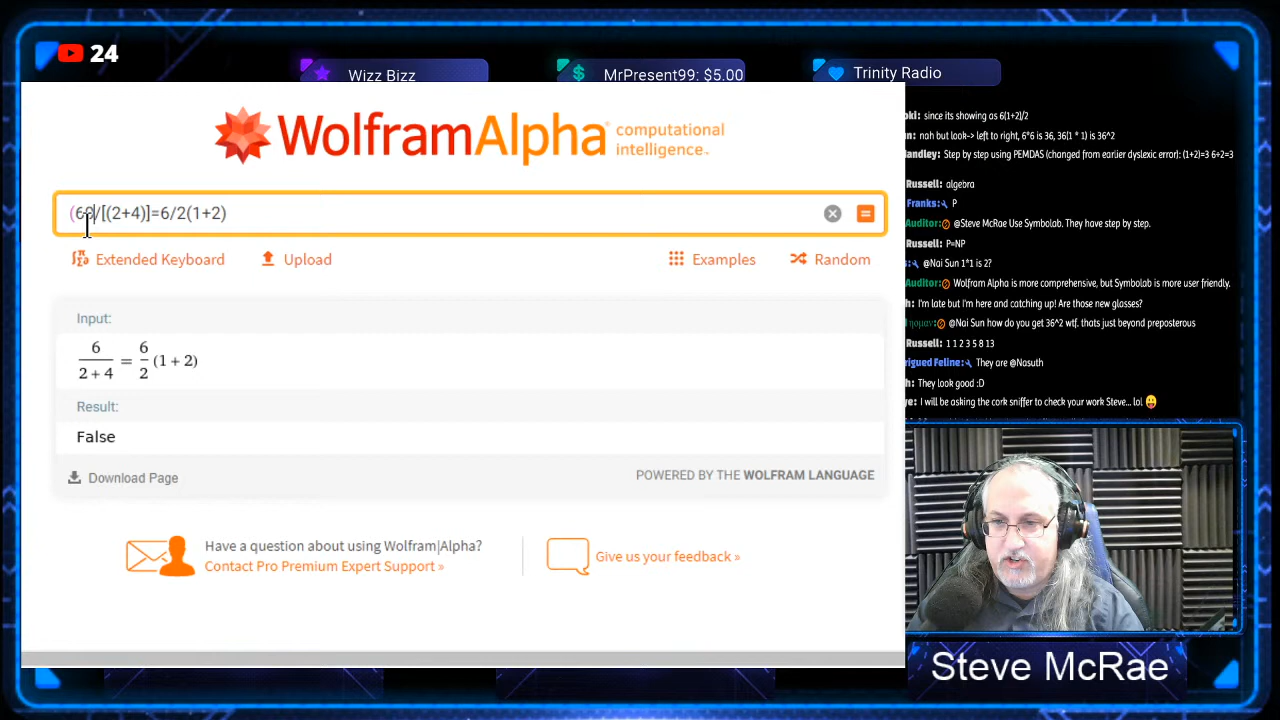 24
Wizz Bizz
MrPresent99: $5.00
Trinity Radio
WolframAlpha computational intelligence.
/[(2+4)]=6/2(1+2)
Extended Keyboard
Upload
Examples
Random
Input:
6/2+4 = 6/2 (1 + 2)
Result:
False
Download Page
POWERED BY THE WOLFRAM LANGUAGE
Have a question about using Wolfram|Alpha?
Contact Pro Premium Expert Support »
Give us your feedback »
since its showing as 6(1+2)/2
nah but look-> left to right, 6*6 is 36, 36(1 * 1) is 36^2
Step by step using PEMDAS (changed from earlier dyslexic error): (1+2)=3 6÷2=3
Russell: algebra
Franks: P
Auditor: @Steve McRae Use Symbolab. They have step by step.
Russell: P=NP
@Nai Sun 1*1 is 2?
Auditor: Wolfram Alpha is more comprehensive, but Symbolab is more user friendly.
h: I'm late but I'm here and catching up! Are those new glasses?
@Nai Sun how do you get 36^2 wtf. thats just beyond preposterous
Russell: 1 1 2 3 5 8 13
rigued Feline: They are @Nasuth
h: They look good :D
re: I will be asking the cork sniffer to check your work Steve... lol 😛
Steve McRae